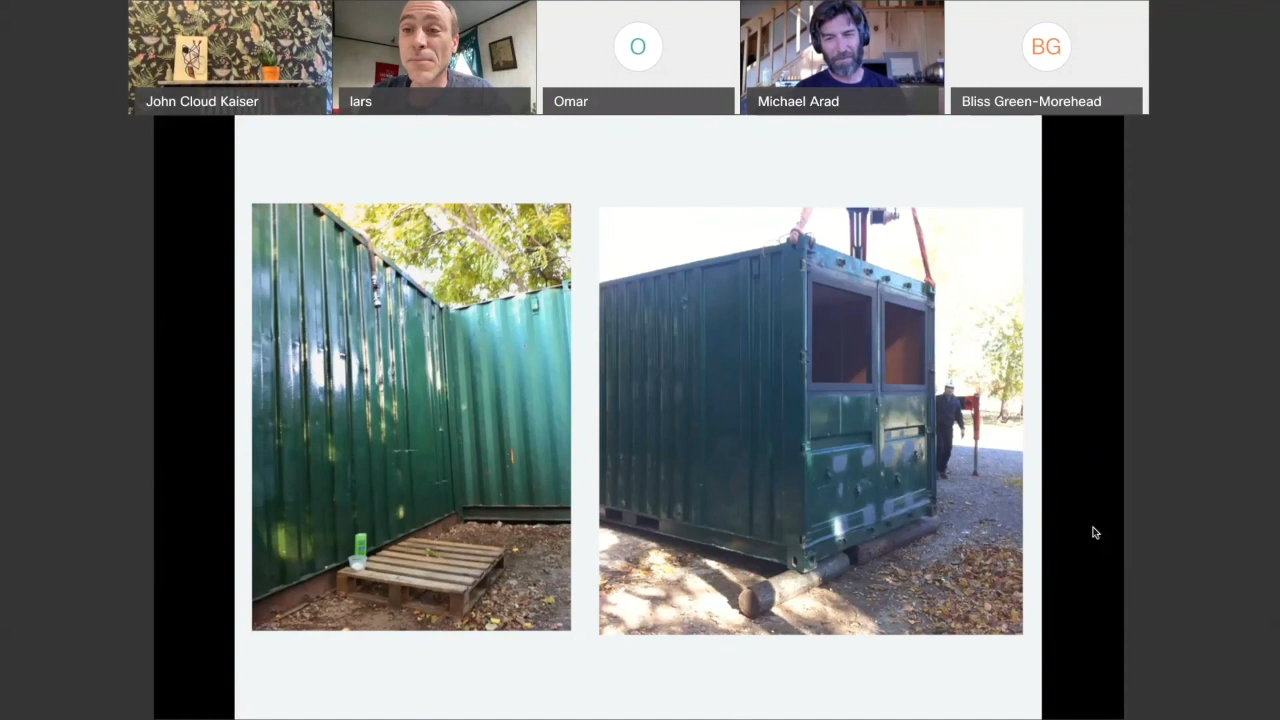 John Cloud Kaiser
lars
O
Omar
Michael Arad
BG
Bliss Green-Morehead